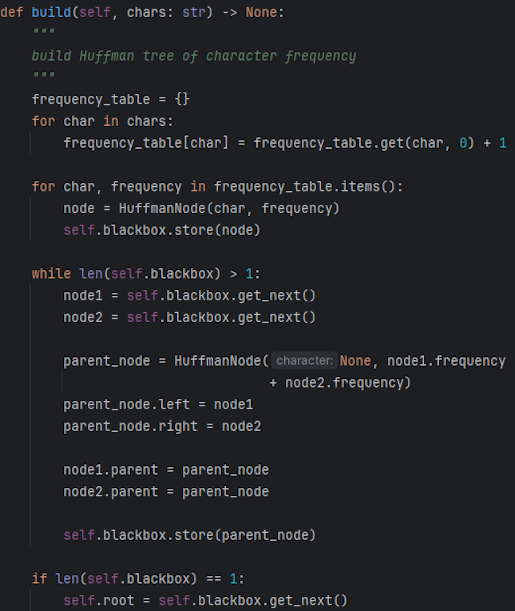 def build(self, chars: str) -> None:
    """
    build Huffman tree of character frequency
    """
    frequency_table = {}
    for char in chars:
        frequency_table[char] = frequency_table.get(char, 0) + 1

    for char, frequency in frequency_table.items():
        node = HuffmanNode(char, frequency)
        self.blackbox.store(node)

    while len(self.blackbox) > 1:
        node1 = self.blackbox.get_next()
        node2 = self.blackbox.get_next()

        parent_node = HuffmanNode( character: None, node1.frequency
                                  + node2.frequency)
        parent_node.left = node1
        parent_node.right = node2

        node1.parent = parent_node
        node2.parent = parent_node

        self.blackbox.store(parent_node)

    if len(self.blackbox) == 1:
        self.root = self.blackbox.get_next()